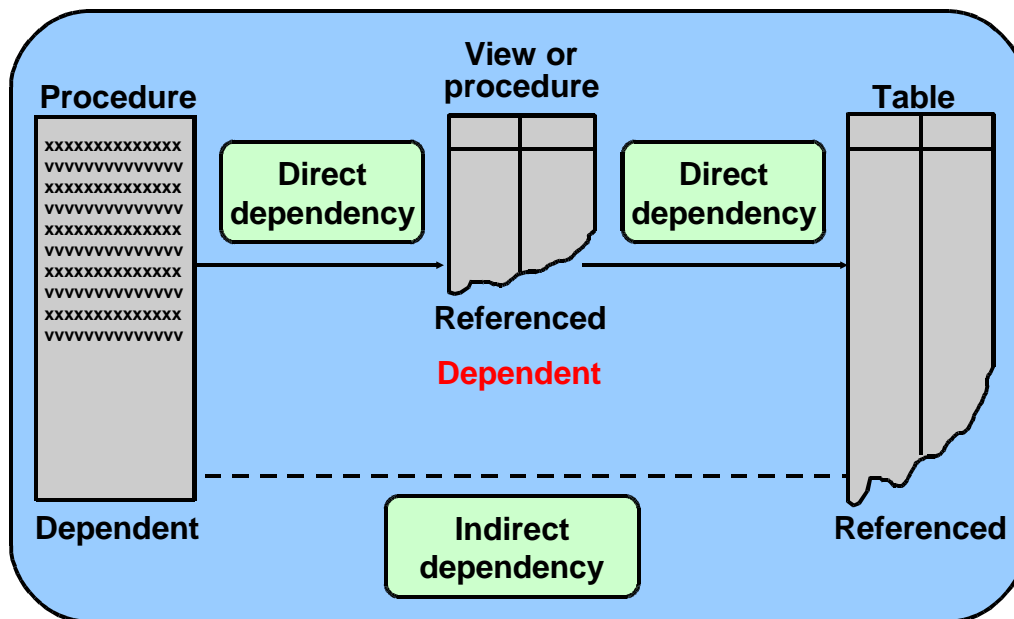 View or
procedure
Procedure
Table
xxxxxxxxxxxxxx
vvvvvvvvvvvvvv
xxxxxxxxxxxxxx
vvvvvvvvvvvvvv
xxxxxxxxxxxxxx
vvvvvvvvvvvvvv
xxxxxxxxxxxxxx
vvvvvvvvvvvvvv
xxxxxxxxxxxxxx
vvvvvvvvvvvvvv
Direct
dependency
Direct
dependency
Referenced
Dependent
Dependent
Indirect
dependency
Referenced